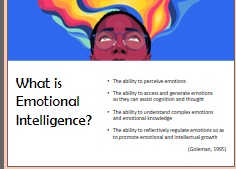 What is
Emotional
Intelligence?
• The ability to perceive emotions
• The ability to access and generate emotions
so they can assist cognition and thought
• The ability to understand complex emotions
and emotional knowledge
• The ability to reflectively regulate emotions so as
to promote emotional and intellectual growth
(Goleman, 1995)